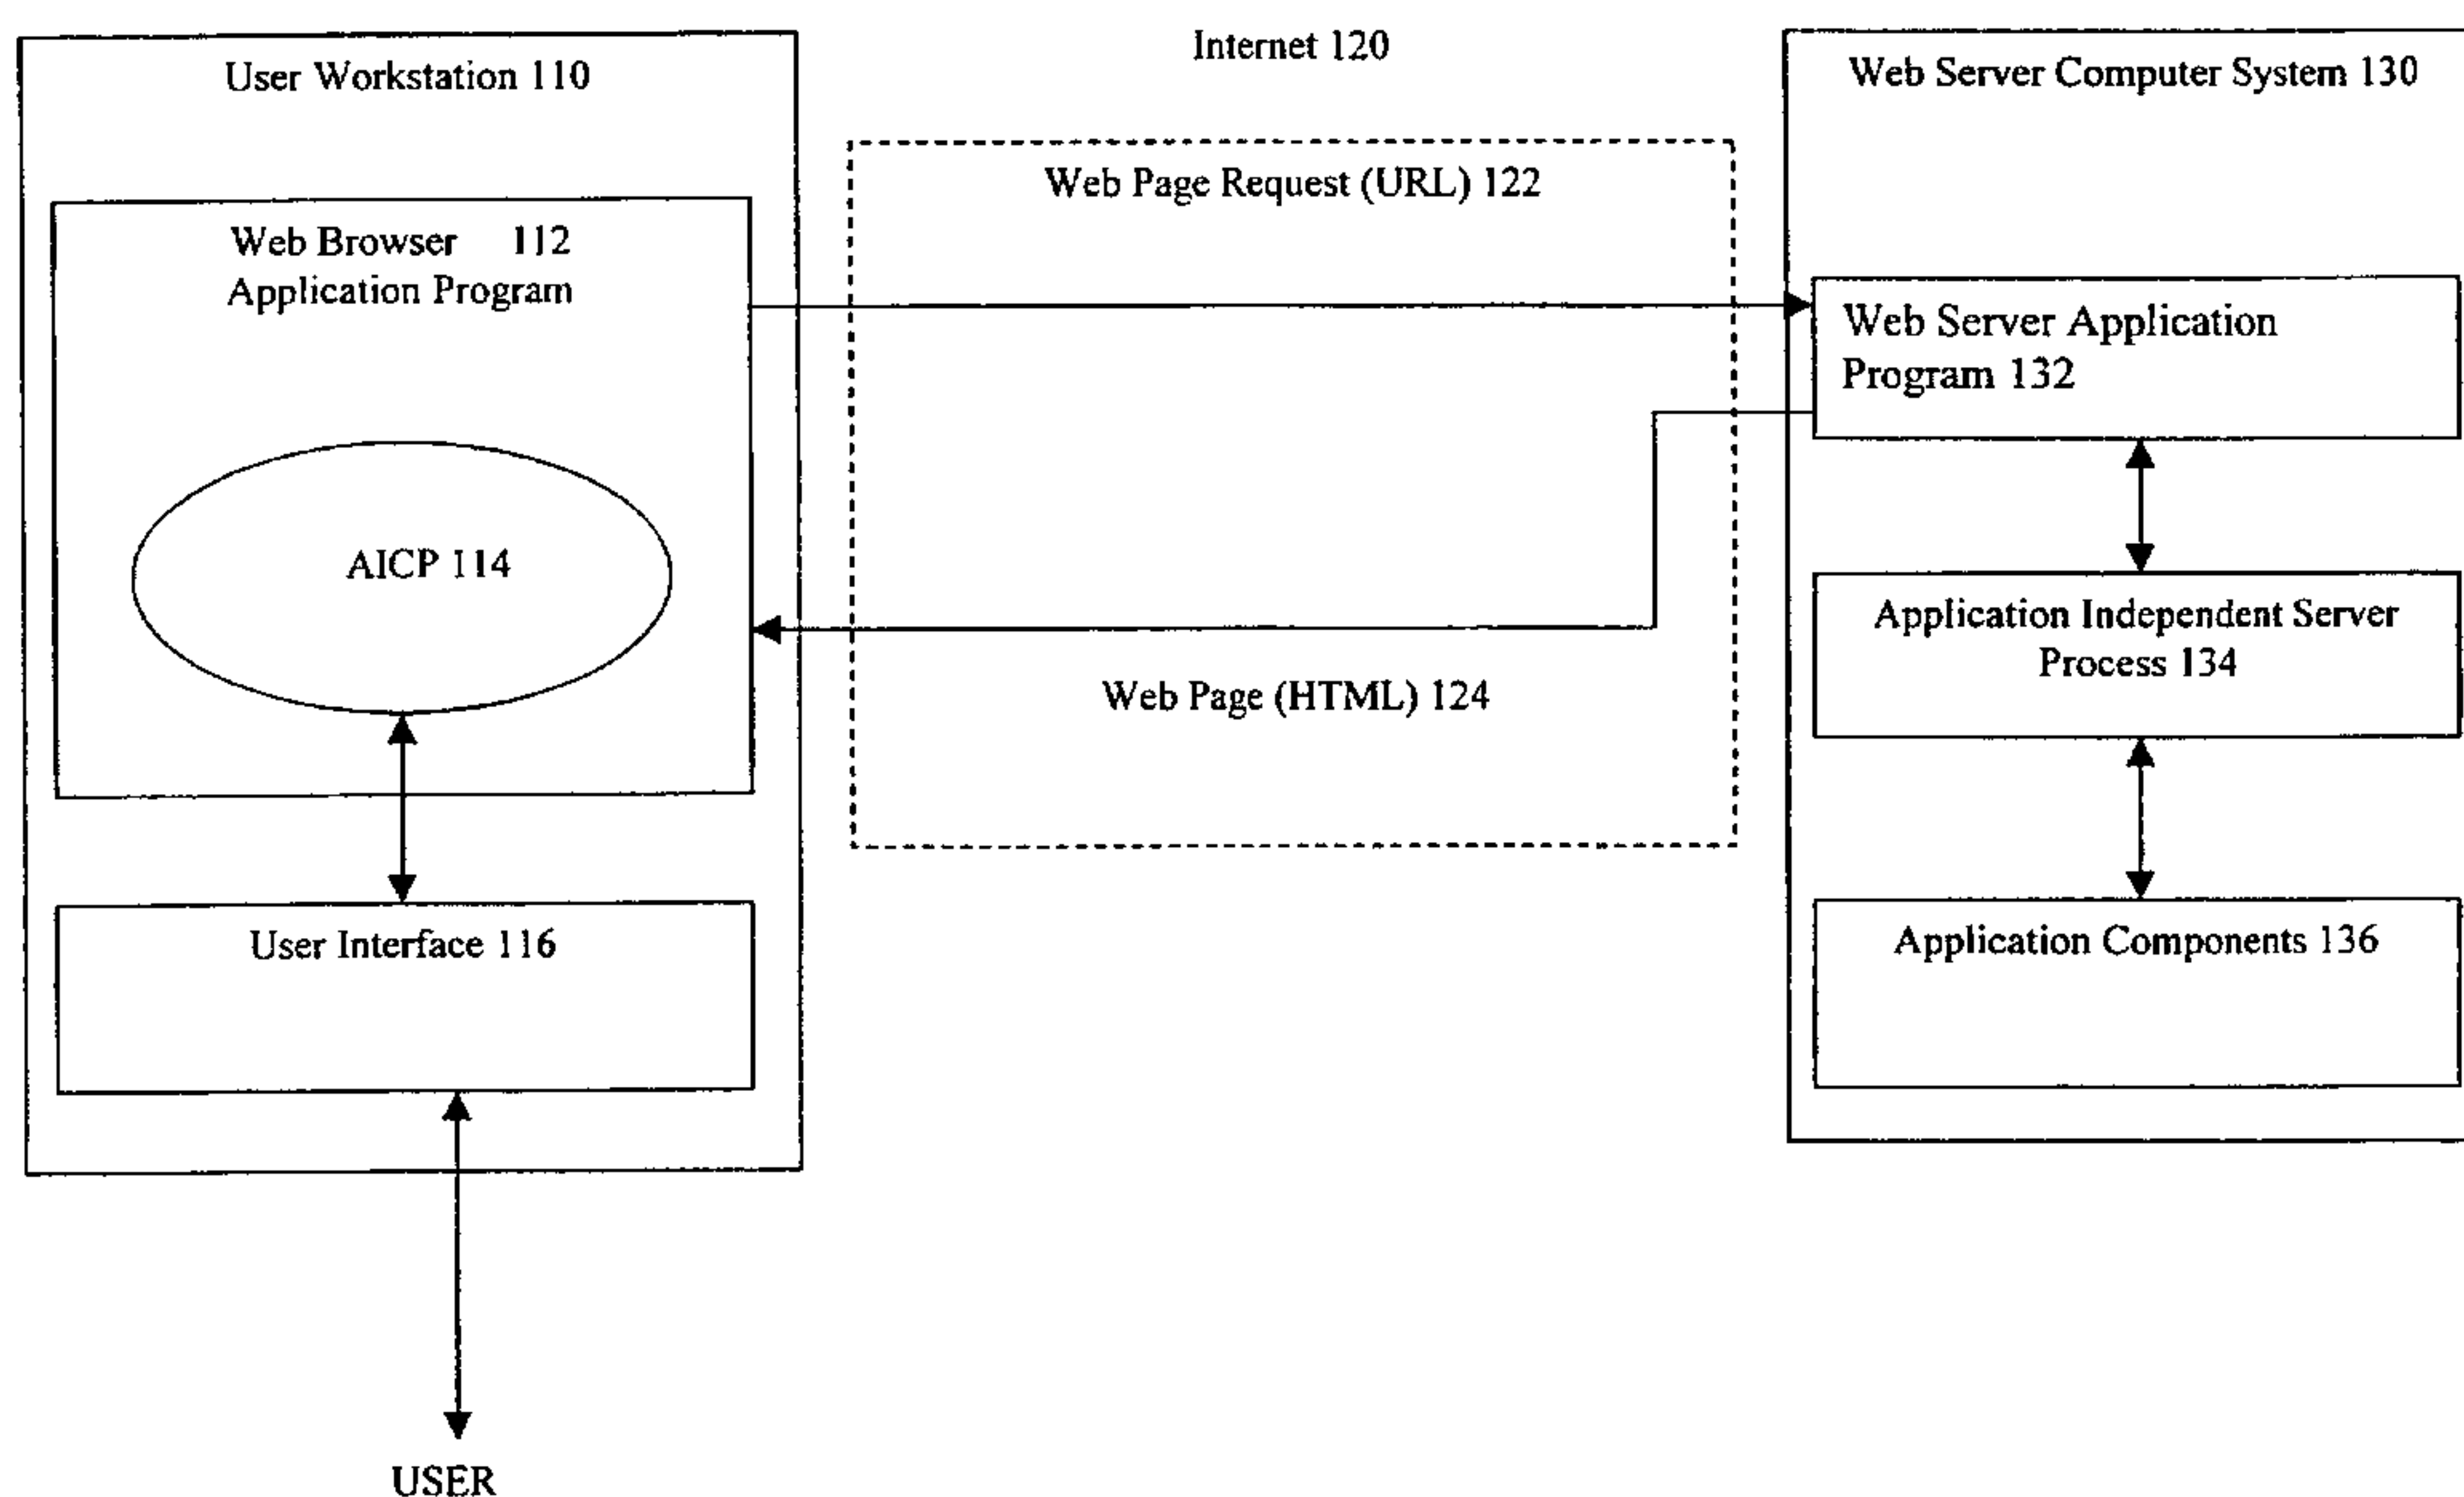 User Workstation 110
Web Browser 112
Application Program
AICP 114
User Interface 116
USER
Internet 120
Web Page Request (URL) 122
Web Page (HTML) 124
Web Server Computer System 130
Web Server Application
Program 132
Application Independent Server
Process 134
Application Components 136